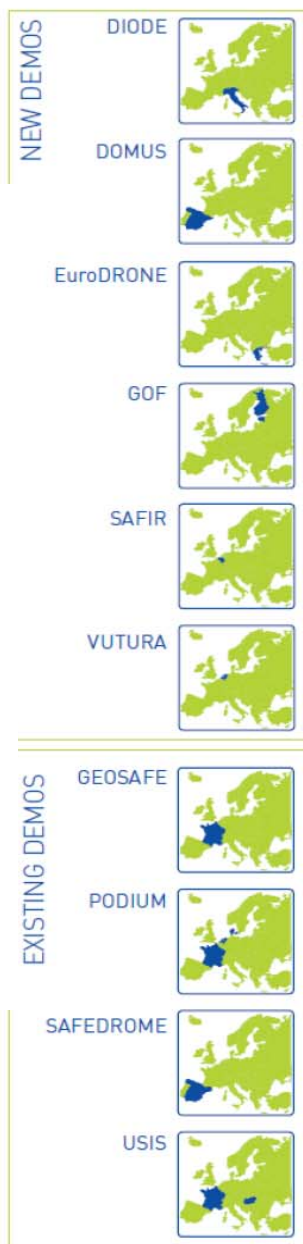 NEW DEMOS
DIODE
DOMUS
EuroDRONE
GOF
SAFIR
VUTURA
EXISTING DEMOS
GEOSAFE
PODIUM
SAFEDROME
USIS